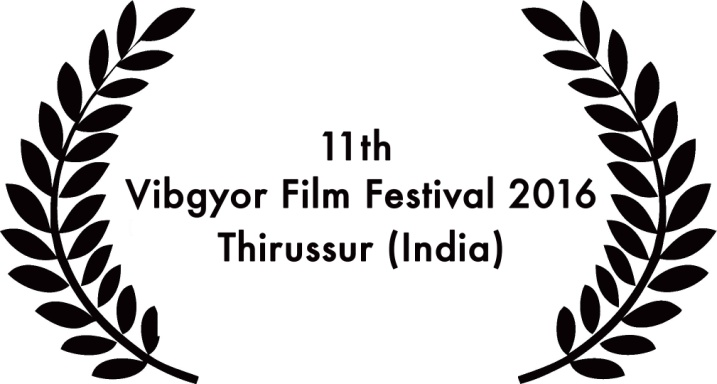 11th
Vibgyor Film Festival 2016
Thirussur (India)